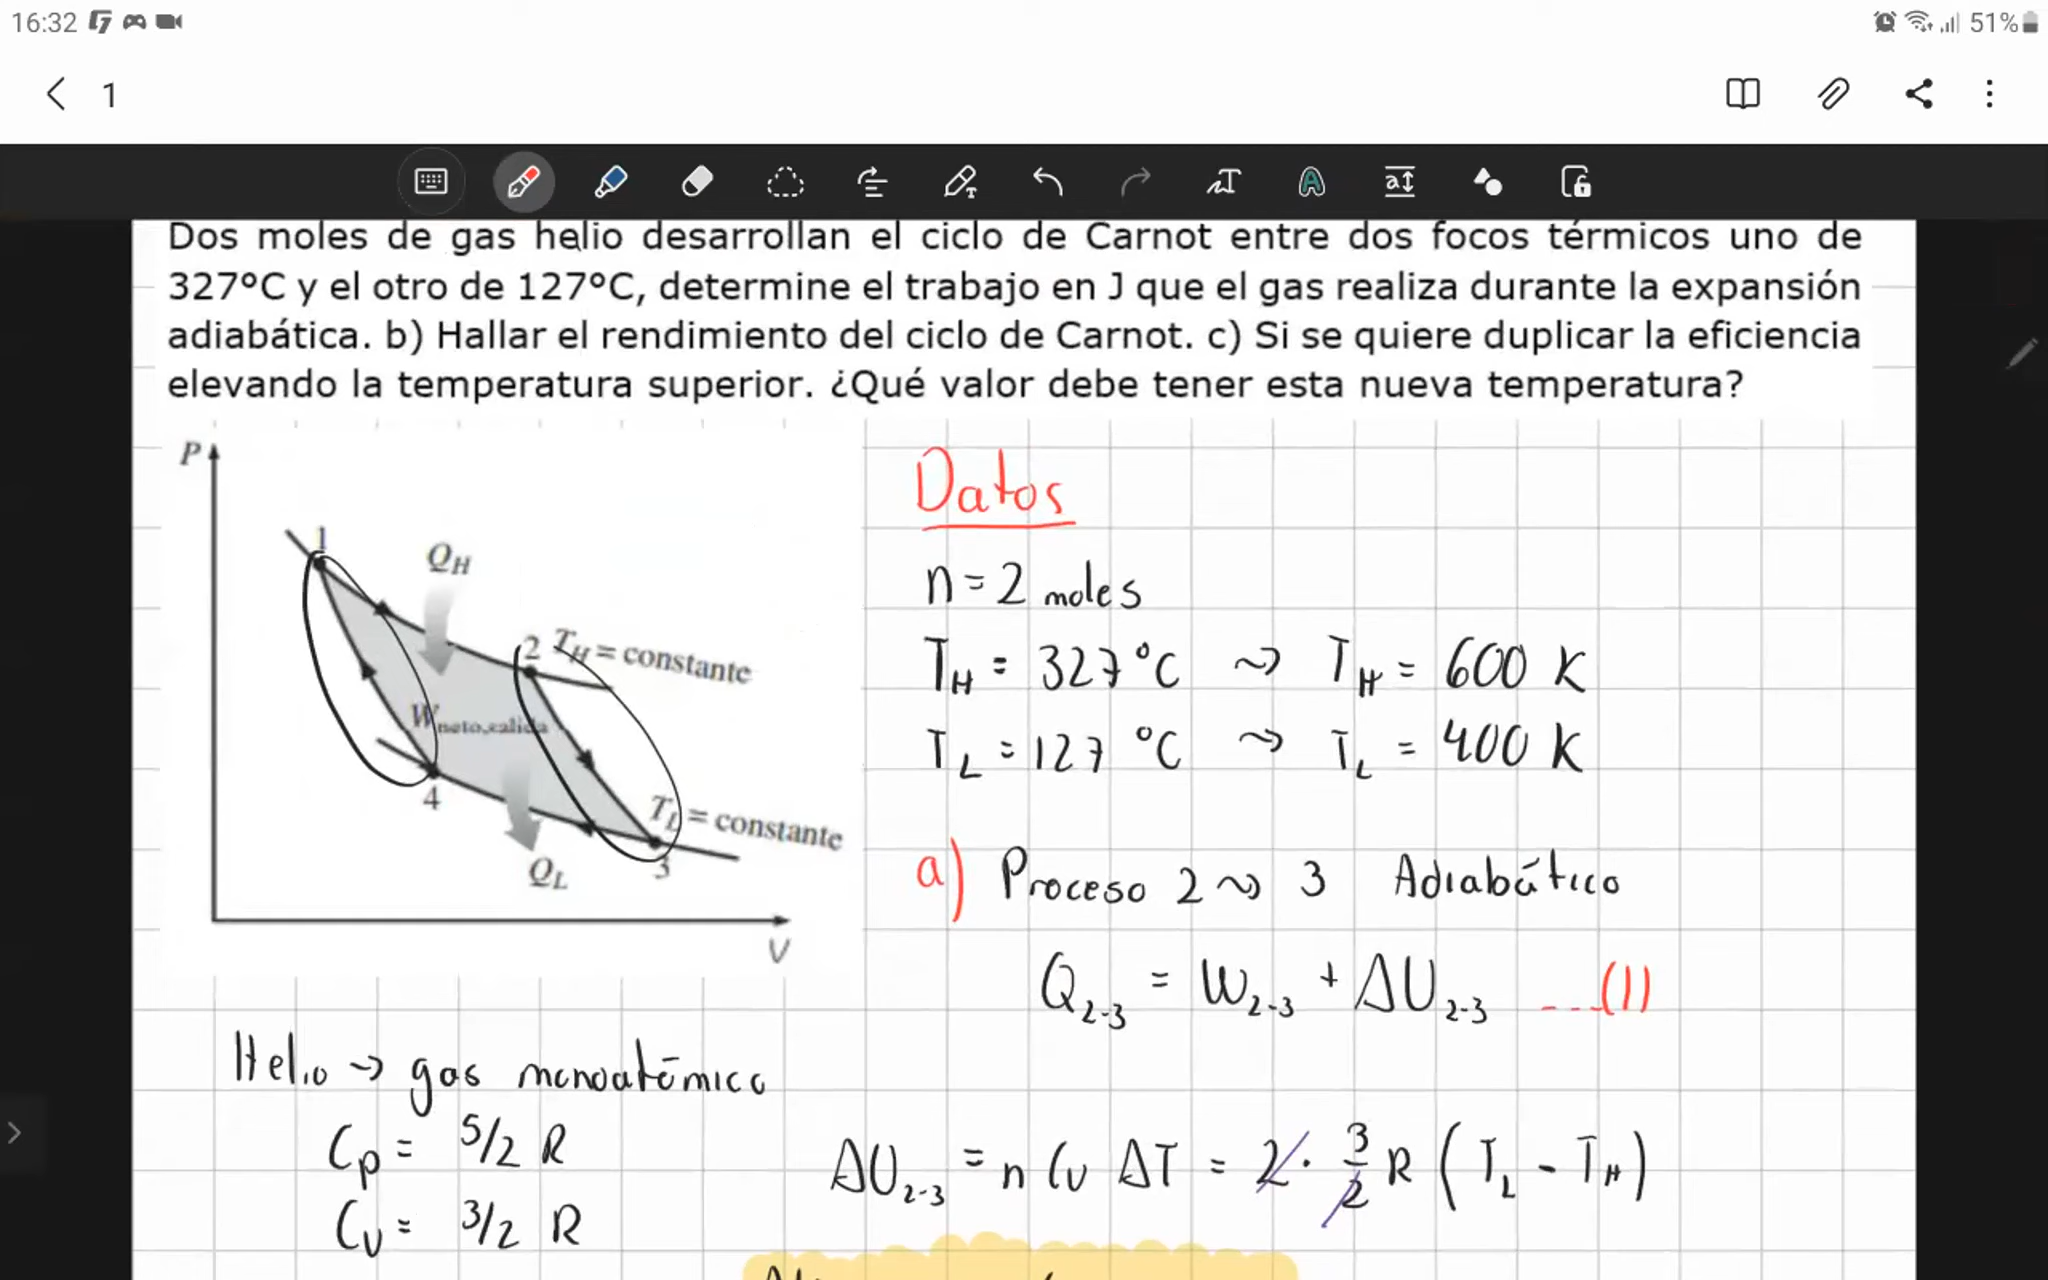 16:32
51%
1
Dos moles de gas helio desarrollan el ciclo de Carnot entre dos focos térmicos uno de
327°C y el otro de 127°C, determine el trabajo en J que el gas realiza durante la expansión
adiabática. b) Hallar el rendimiento del ciclo de Carnot. c) Si se quiere duplicar la eficiencia
elevando la temperatura superior. ¿Qué valor debe tener esta nueva temperatura?
P
1
Q_H
2 T_H = constante
W_neto,salida
4
T_L = constante
Q_L
3
V
Datos
n = 2 moles
T_H = 327 °C ⇝ T_H = 600 K
T_L = 127 °C ⇝ T_L = 400 K
a) Proceso 2 ⇝ 3 Adiabático
Q_2-3 = W_2-3 + ΔU_2-3 ...(1)
Helio → gas monoatómico
Cp = 5/2 R
Cv = 3/2 R
ΔU_2-3 = n Cv ΔT = 2 · 3/2 R (T_L - T_H)